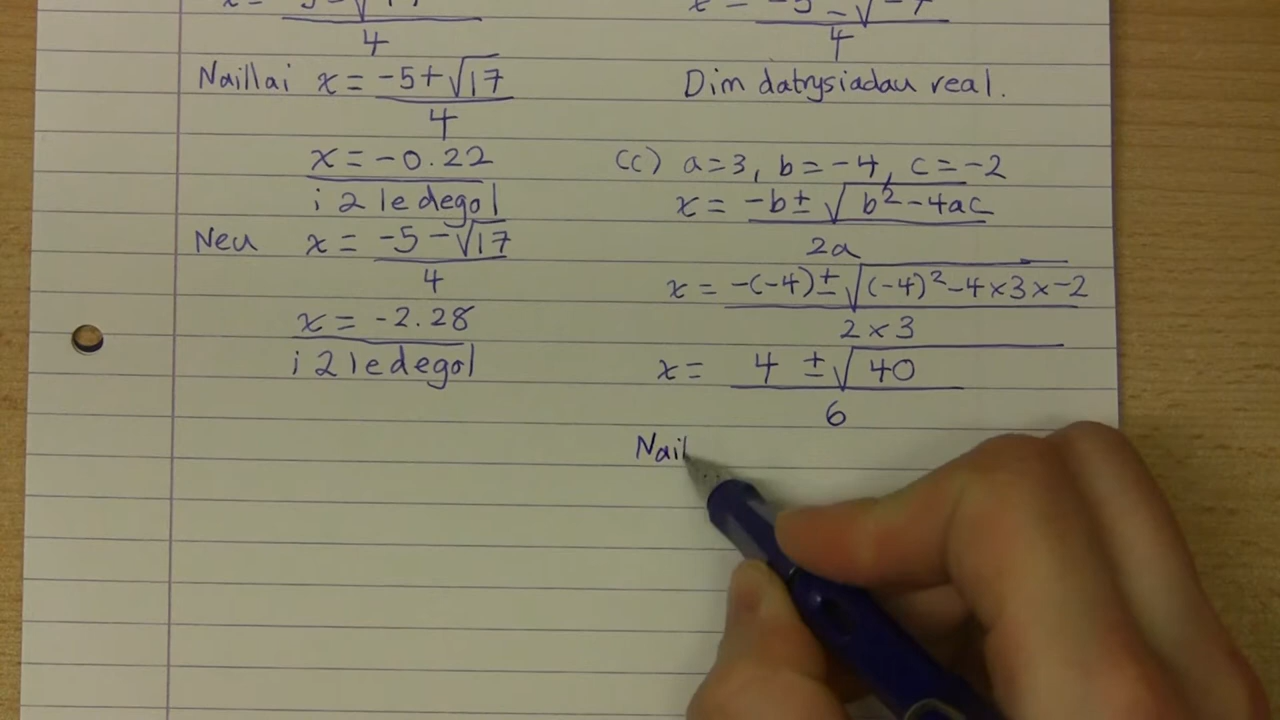 4
Naillai x = -5+√17
4
x = -0.22
i 2 le degol
Neu x = -5-√17
4
x = -2.28
i 2 le degol
4
Dim datrysiadau real.
(c) a=3, b=-4, c=-2
x = -b±√b²-4ac
2a
x = -(-4)±√(-4)²-4×3×-2
2×3
x = 4 ±√40
6
Nail